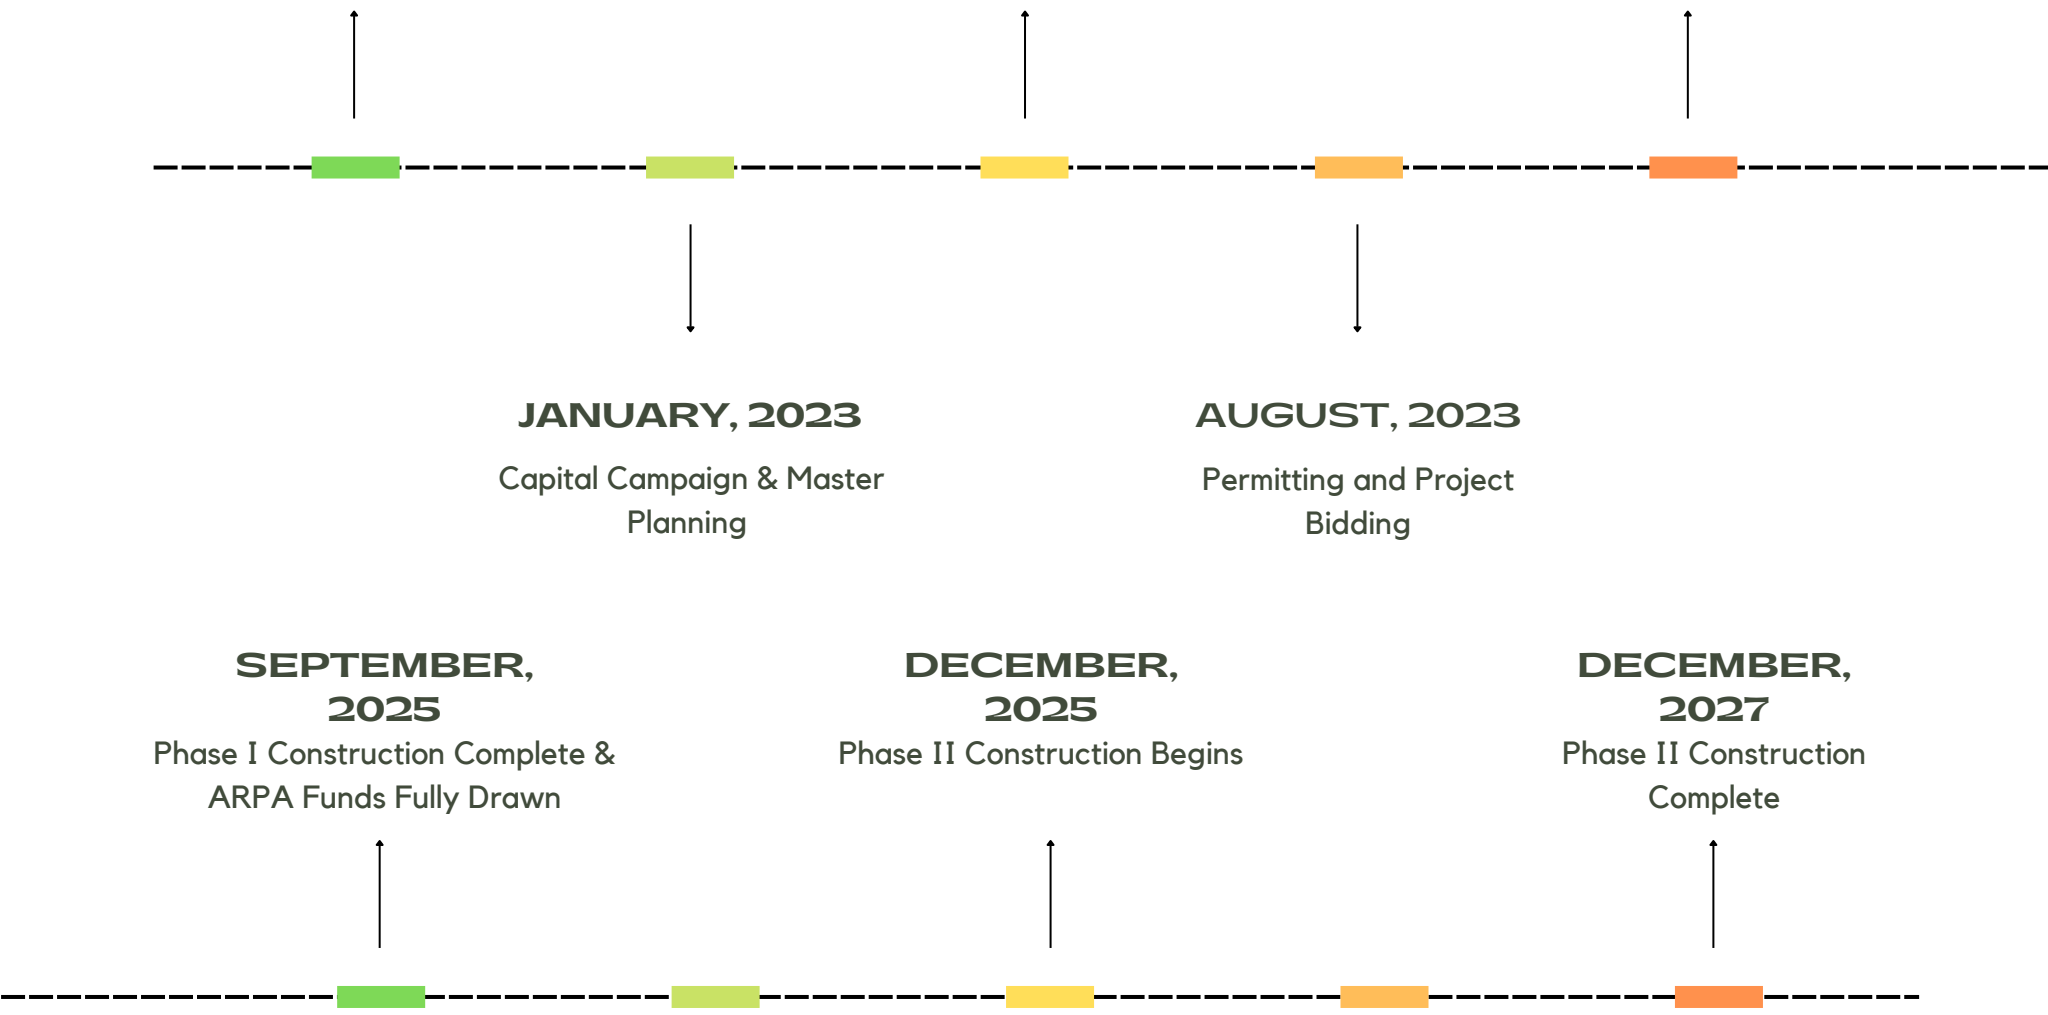 JANUARY, 2023
Capital Campaign & Master
Planning
AUGUST, 2023
Permitting and Project
Bidding
SEPTEMBER,
2025
Phase I Construction Complete &
ARPA Funds Fully Drawn
DECEMBER,
2025
Phase II Construction Begins
DECEMBER,
2027
Phase II Construction
Complete